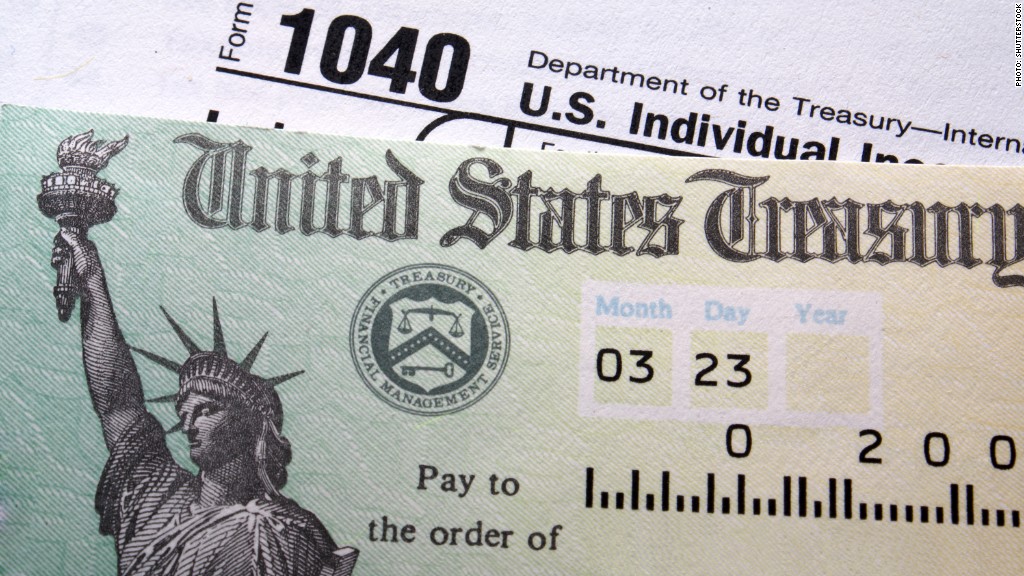 Form 1040
Department of the Treasury—Interna
U.S. Individual Inc
United States Treasury
TREASURY
FINANCIAL MANAGEMENT SERVICE
Month Day Year
03 23
0 2 0 0
Pay to
the order of
PHOTO: SHUTTERSTOCK